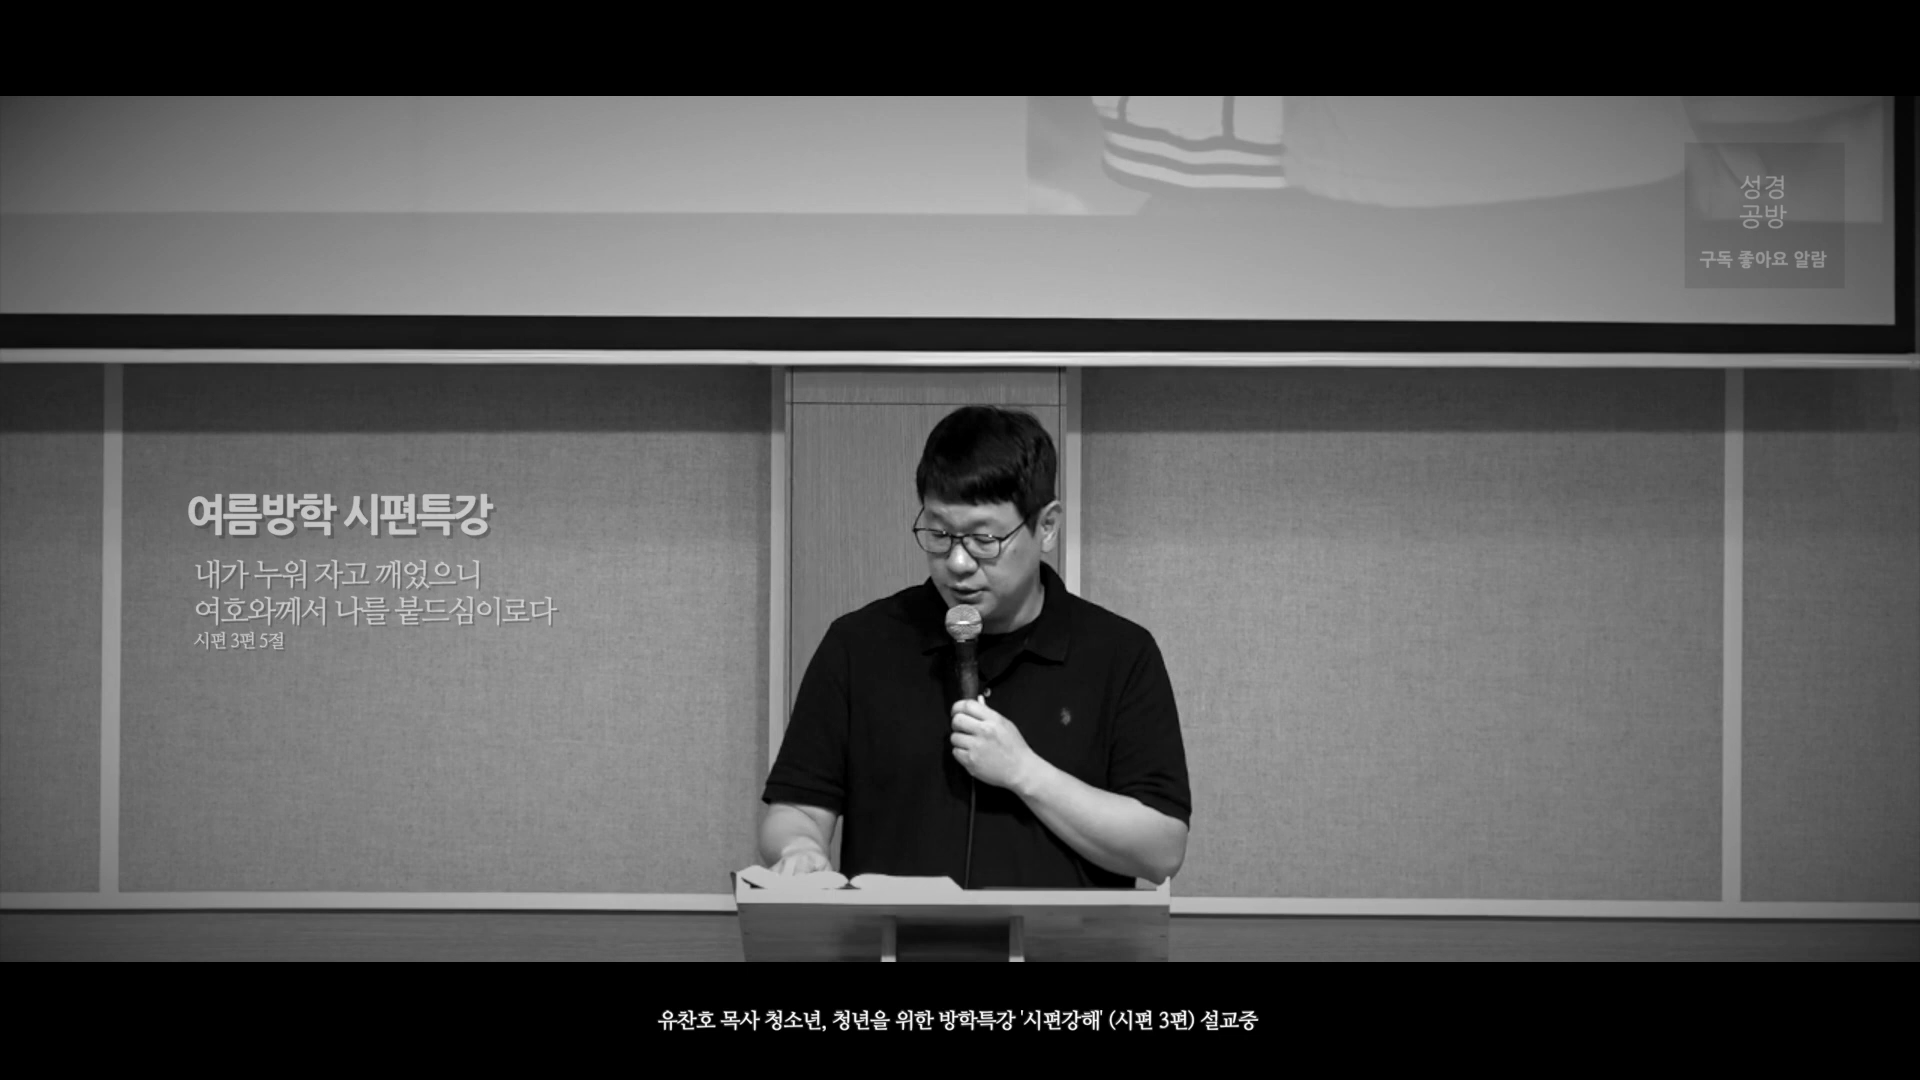 성경
공방
구독 좋아요 알람
여름방학 시편특강
내가 누워 자고 깨었으니
여호와께서 나를 붙드심이로다
시편 3편 5절
유찬호 목사 청소년, 청년을 위한 방학특강 '시편강해' (시편 3편) 설교중